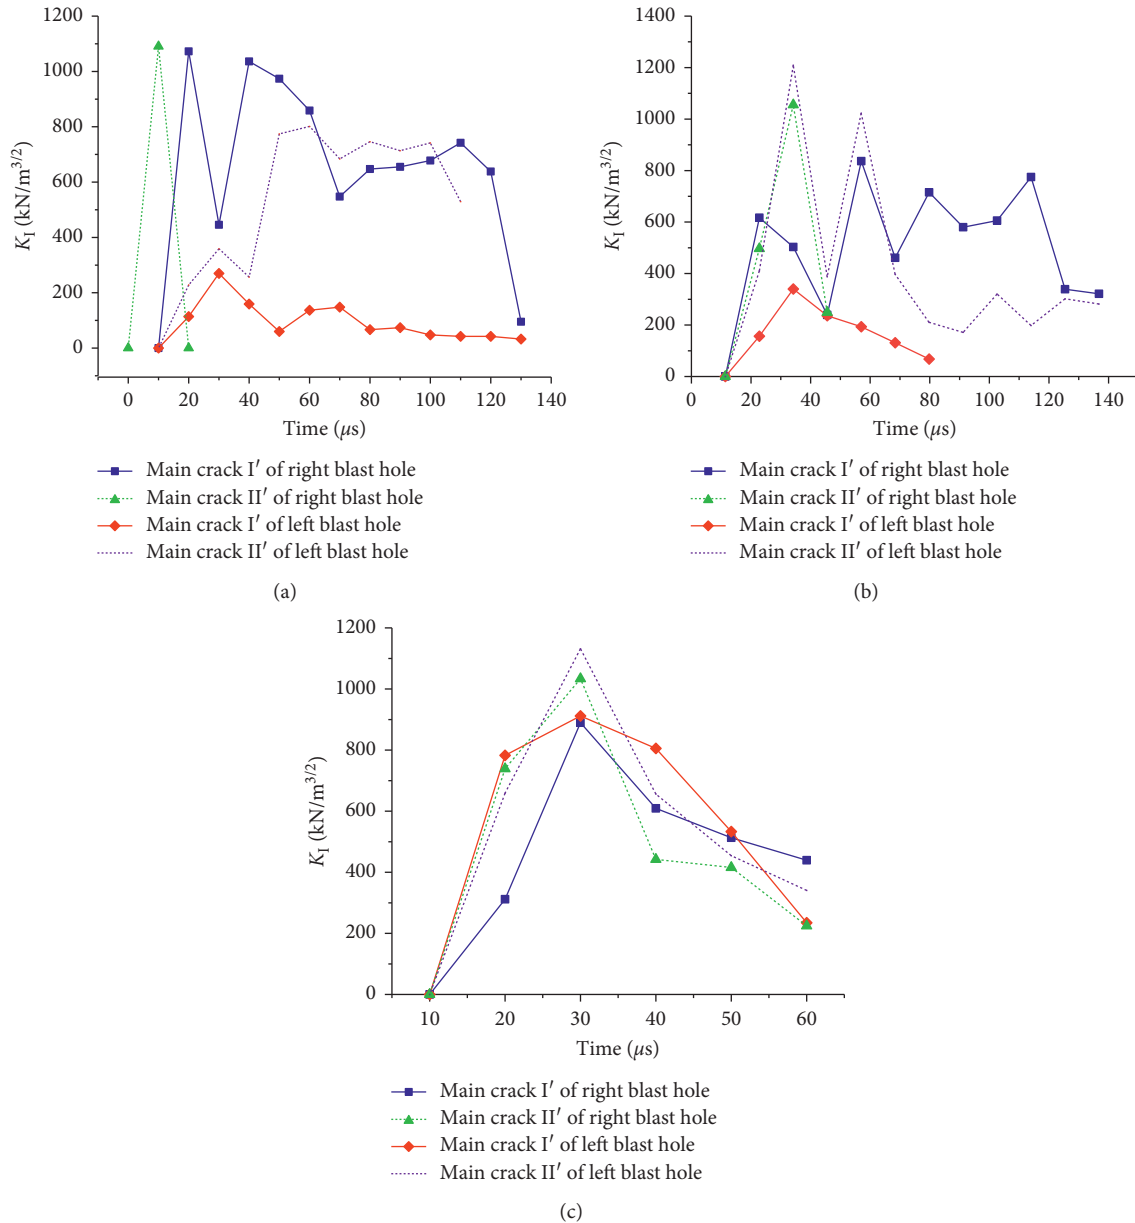 1200
1000
800
600
400
200
0
K_I (kN/m^3/2)
0 20 40 60 80 100 120 140
Time (μs)
Main crack I′ of right blast hole
Main crack II′ of right blast hole
Main crack I′ of left blast hole
Main crack II′ of left blast hole
(a)
1400
1200
1000
800
600
400
200
0
K_I (kN/m^3/2)
0 20 40 60 80 100 120 140
Time (μs)
Main crack I′ of right blast hole
Main crack II′ of right blast hole
Main crack I′ of left blast hole
Main crack II′ of left blast hole
(b)
1200
1000
800
600
400
200
0
K_I (kN/m^3/2)
10 20 30 40 50 60
Time (μs)
Main crack I′ of right blast hole
Main crack II′ of right blast hole
Main crack I′ of left blast hole
Main crack II′ of left blast hole
(c)